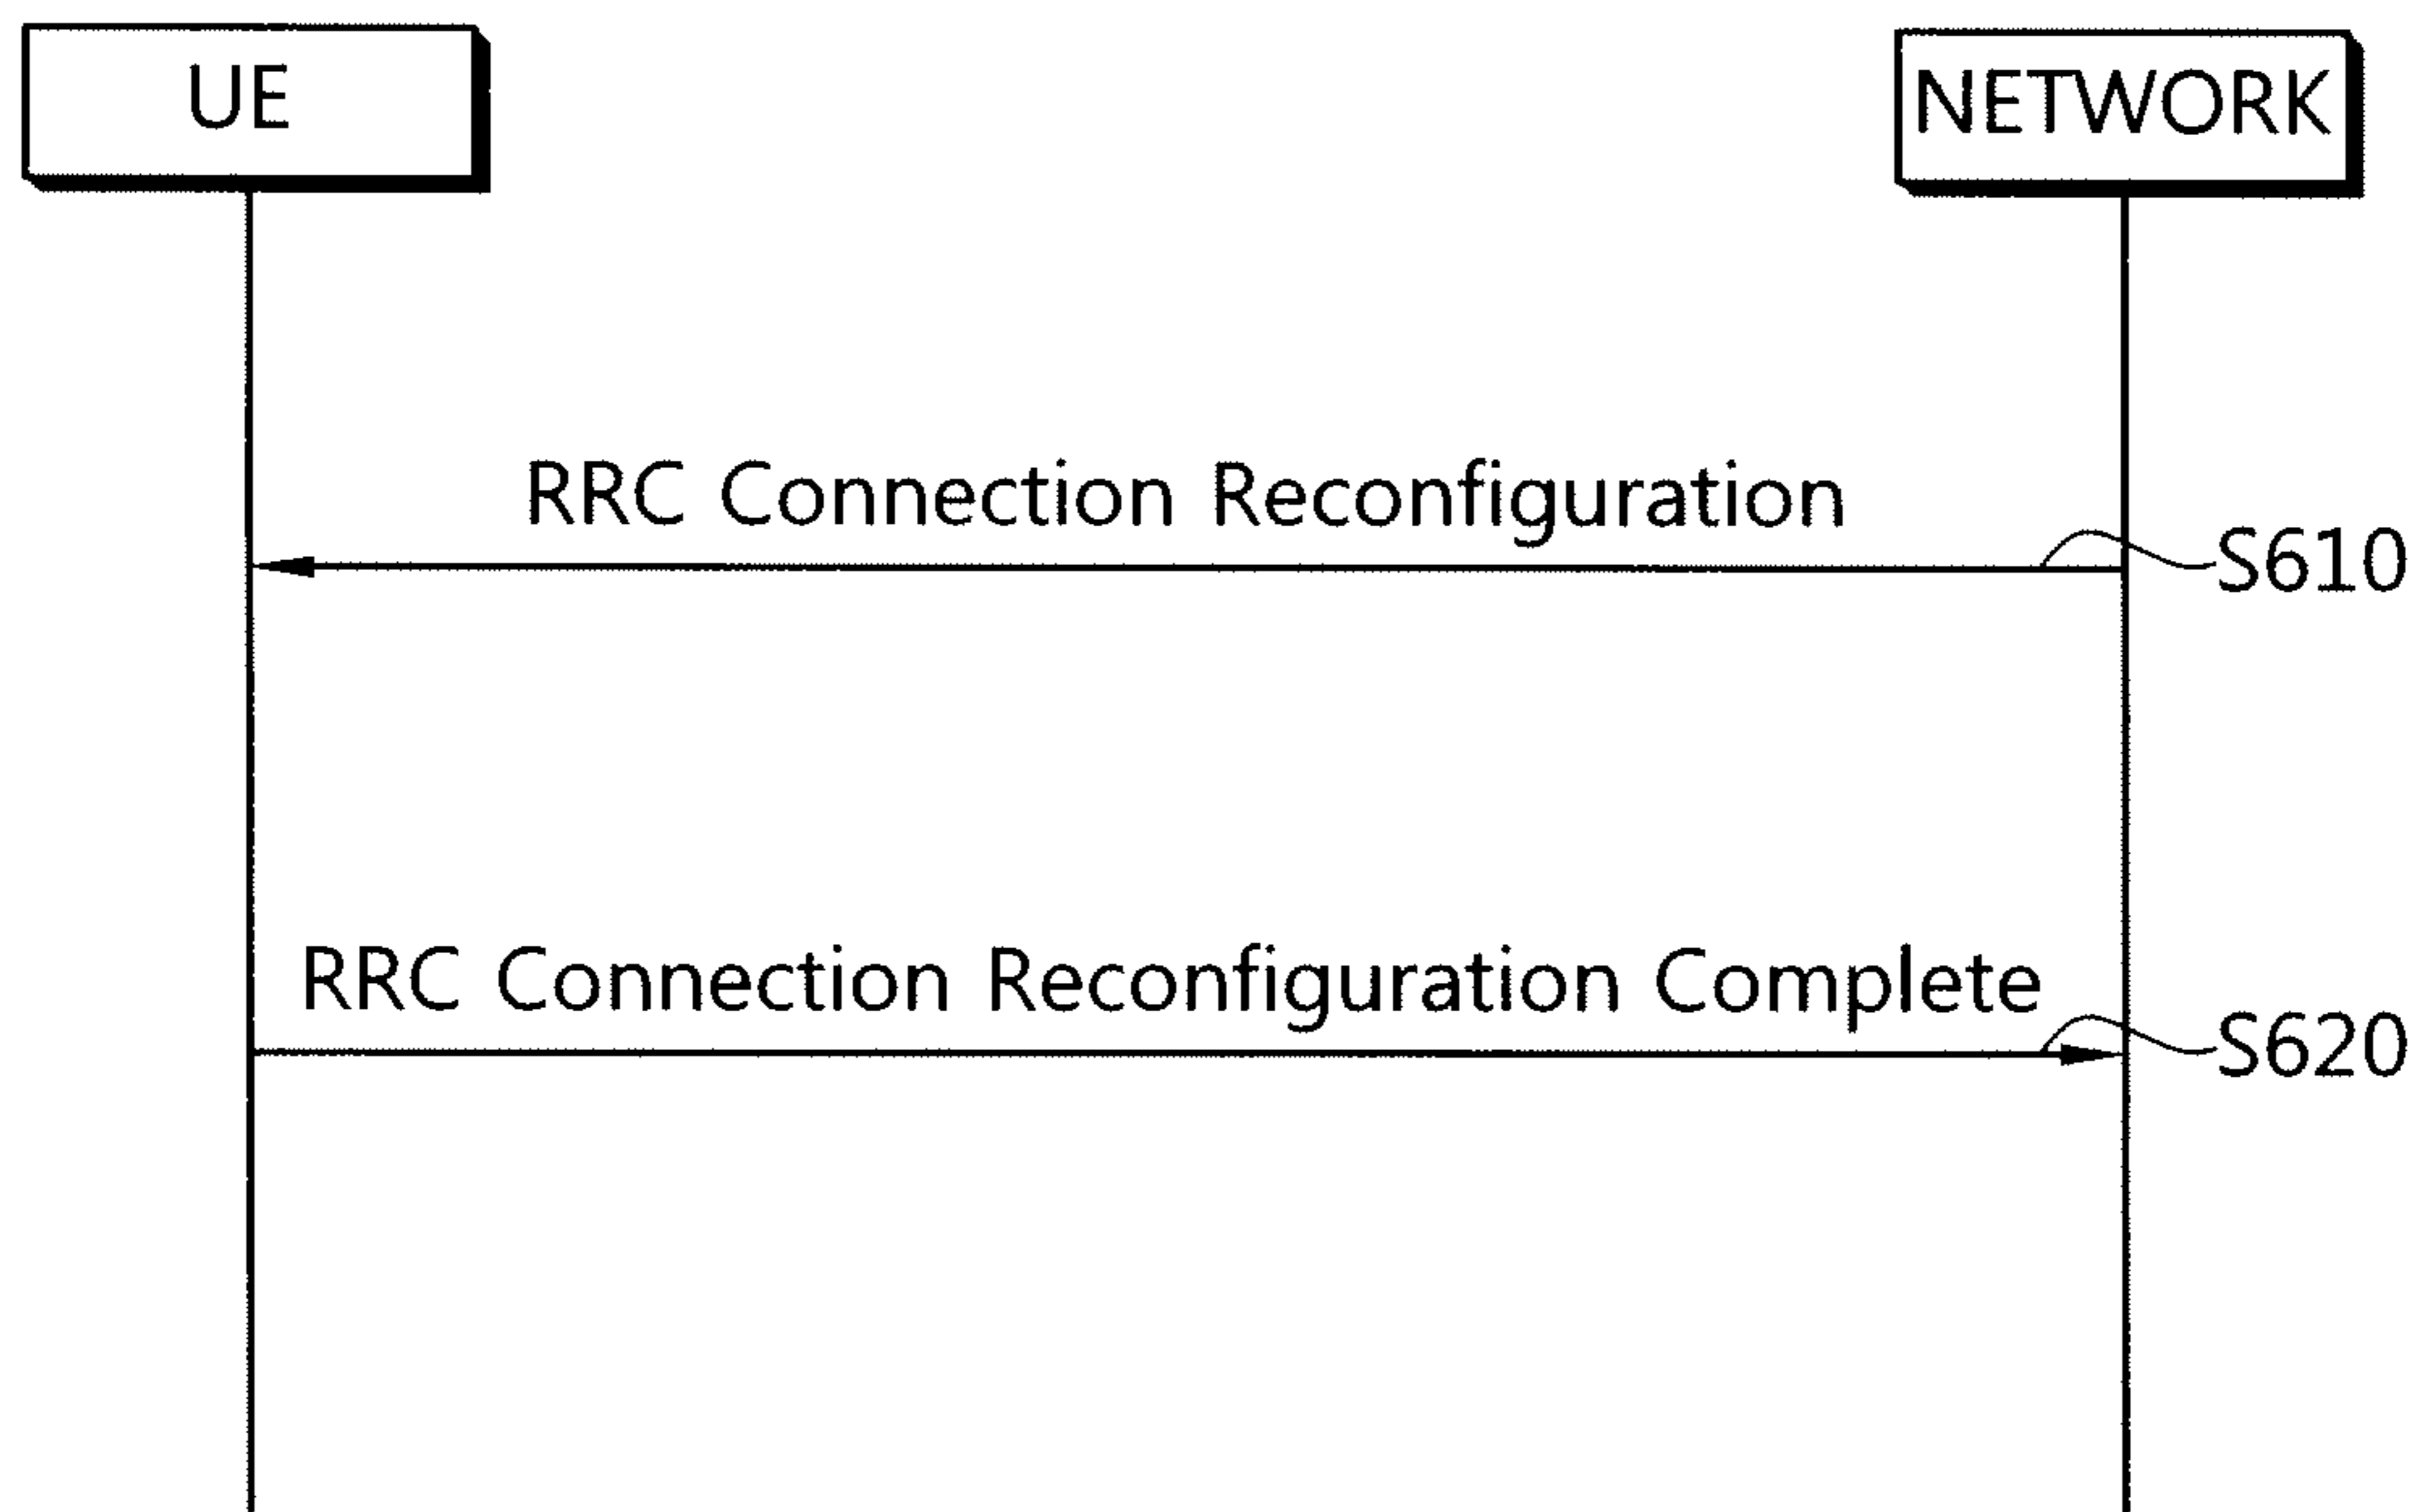 UE
NETWORK
RRC Connection Reconfiguration
S610
RRC Connection Reconfiguration Complete
S620